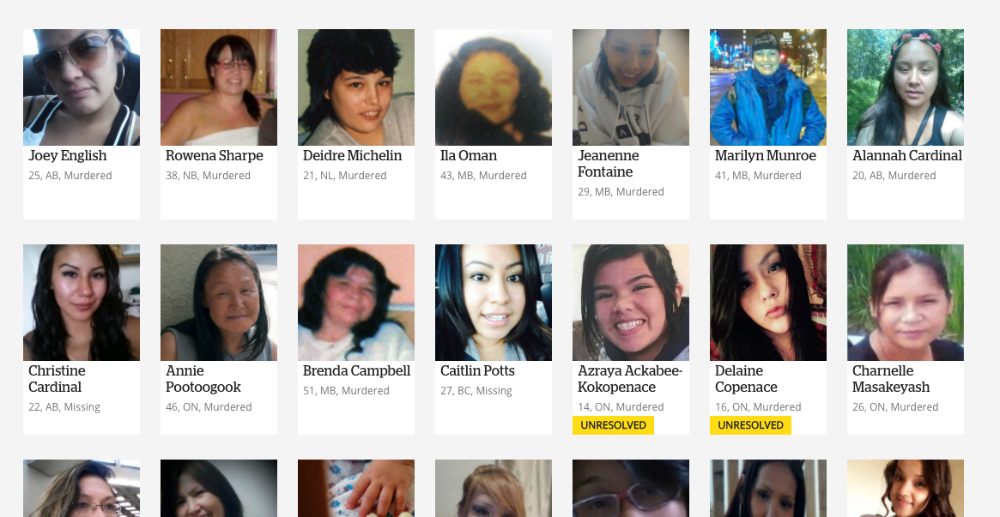 Joey English
25, AB, Murdered
Rowena Sharpe
38, NB, Murdered
Deidre Michelin
21, NL, Murdered
Ila Oman
43, MB, Murdered
Jeanenne
Fontaine
29, MB, Murdered
Marilyn Munroe
41, MB, Murdered
Alannah Cardinal
20, AB, Murdered
Christine
Cardinal
22, AB, Missing
Annie
Pootoogook
46, ON, Murdered
Brenda Campbell
51, MB, Murdered
Caitlin Potts
27, BC, Missing
Azraya Ackabee-
Kokopenace
14, ON, Murdered
UNRESOLVED
Delaine
Copenace
16, ON, Murdered
UNRESOLVED
Charnelle
Masakeyash
26, ON, Murdered